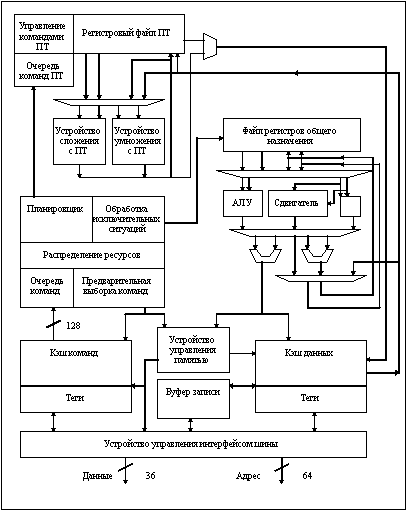 Управление
командами
ПТ
Регистровый файл ПТ
Очередь
команд ПТ
Устройство
сложения
с ПТ
Устройство
умножения
с ПТ
Файл регистров общего
назначения
Планировщик
Обработка
исключительных
ситуаций
АЛУ
Сдвигатель
Распределение ресурсов
Очередь
команд
Предварительная
выборка команд
128
Кэш команд
Устройство
управления
памятью
Кэш данных
Теги
Буфер записи
Теги
Устройство управления интерфейсом шины
Данные
36
Адрес
64